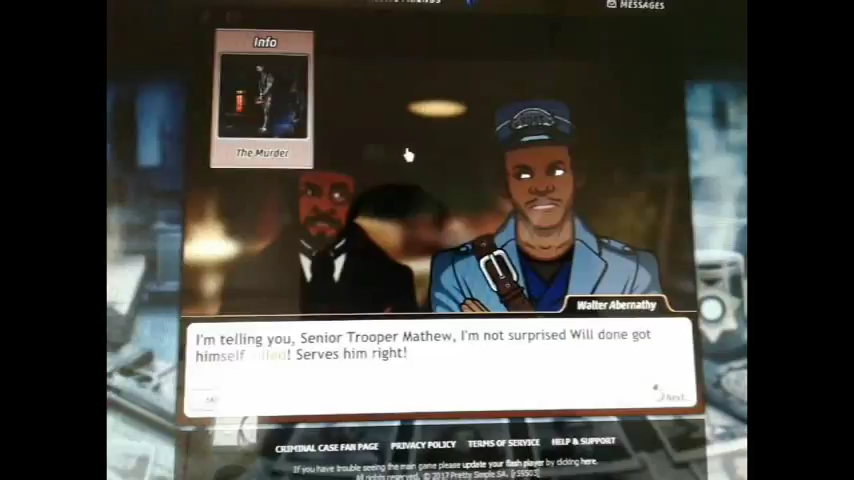 MESSAGES
Info
The Murder
Walter Abernathy
I'm telling you, Senior Trooper Mathew, I'm not surprised Will done got
himself killed! Serves him right!
Next
CRIMINAL CASE FAN PAGE PRIVACY POLICY TERMS OF SERVICE HELP & SUPPORT
If you have trouble seeing the main game please update your flash player by clicking here.
All rights reserved. © 2017 Pretty Simple SA.